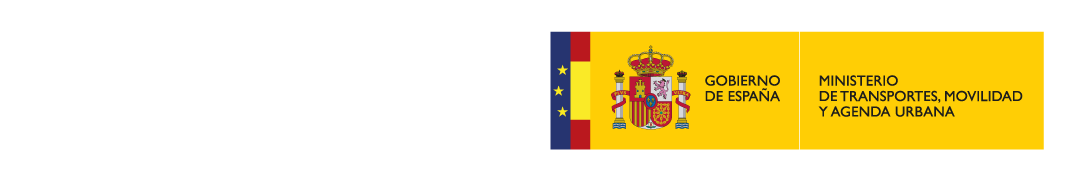 GOBIERNO
DE ESPAÑA
MINISTERIO
DE TRANSPORTES, MOVILIDAD
Y AGENDA URBANA